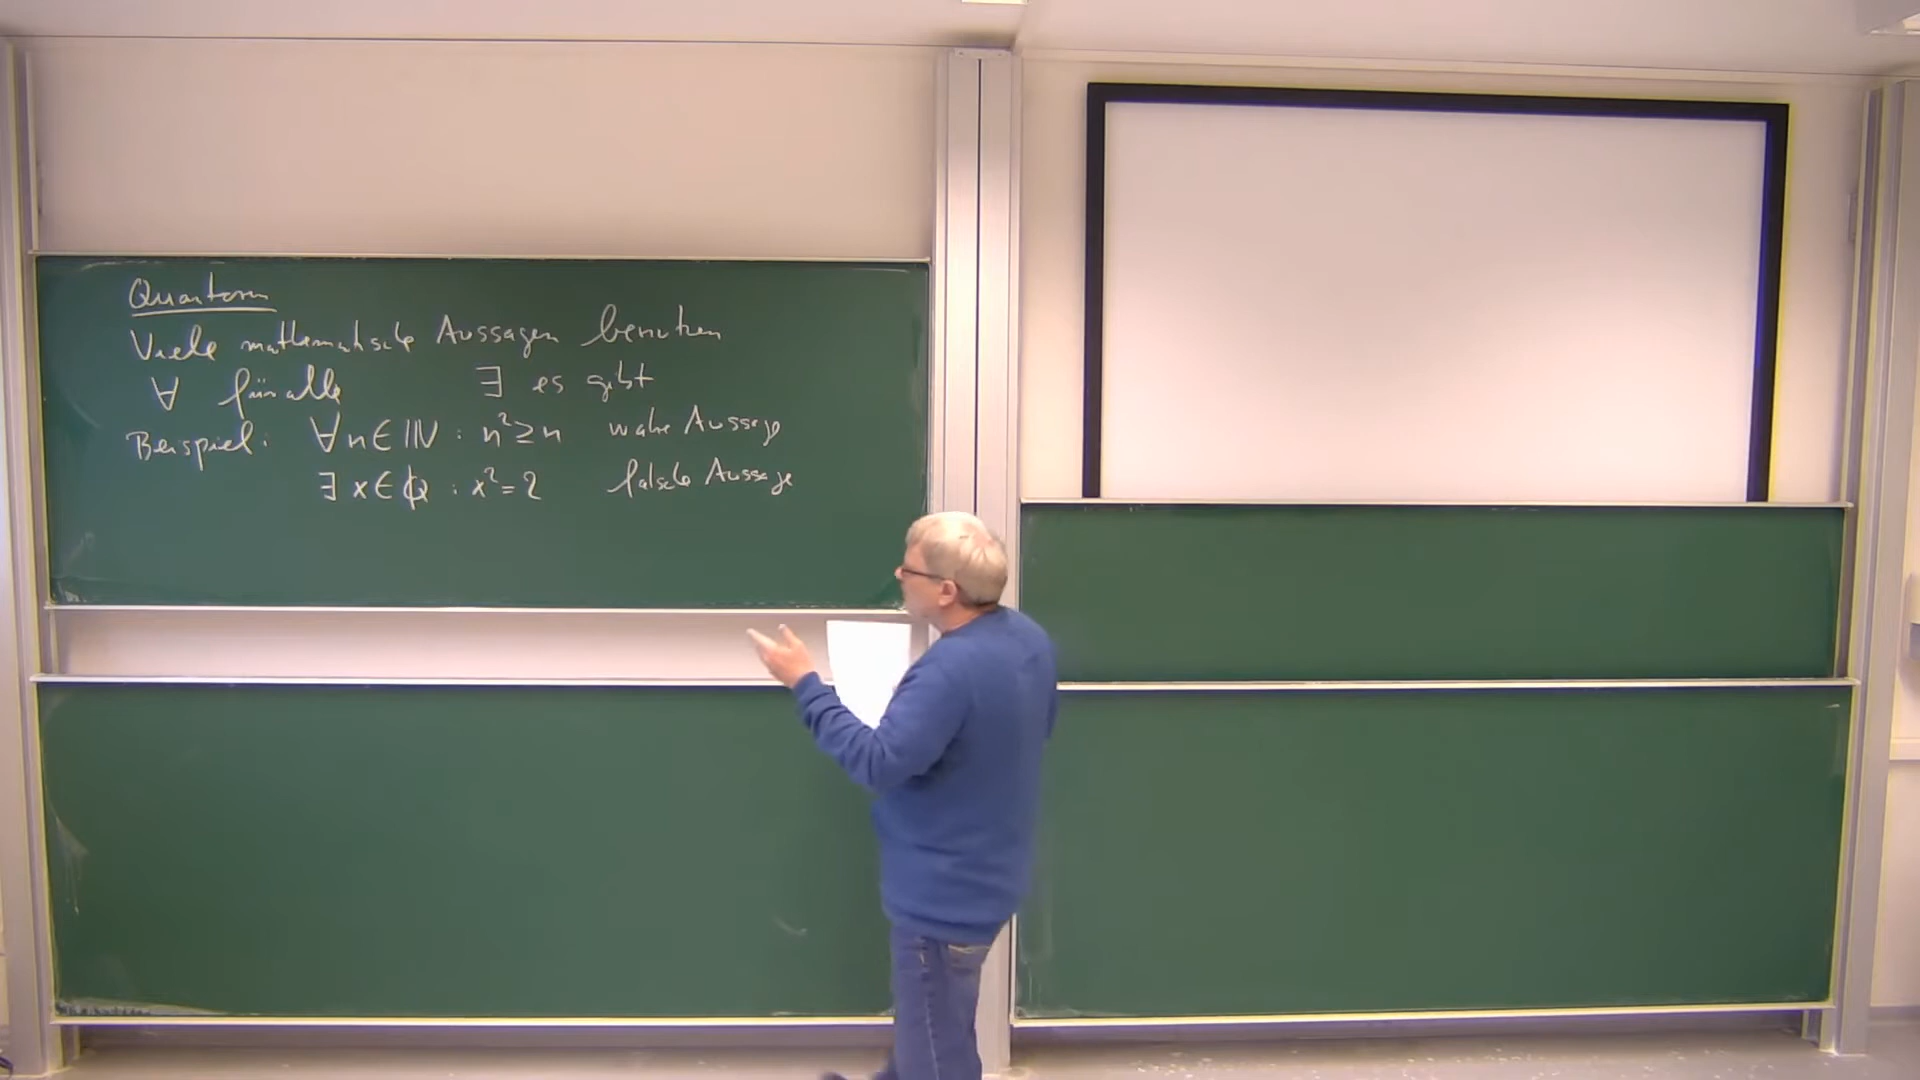 Quantoren
Viele mathematische Aussagen benutzen
∀ für alle ∃ es gibt
Beispiel: ∀ n ∈ ℕ : n² ≥ n wahre Aussage
∃ x ∈ ℚ : x² = 2 falsche Aussage